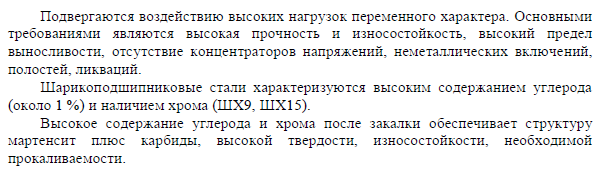 Подвергаются воздействию высоких нагрузок переменного характера. Основными
требованиями являются высокая прочность и износостойкость, высокий предел
выносливости, отсутствие концентраторов напряжений, неметаллических включений,
полостей, ликваций.
Шарикоподшипниковые стали характеризуются высоким содержанием углерода
(около 1 %) и наличием хрома (ШХ9, ШХ15).
Высокое содержание углерода и хрома после закалки обеспечивает структуру
мартенсит плюс карбиды, высокой твердости, износостойкости, необходимой
прокаливаемости.